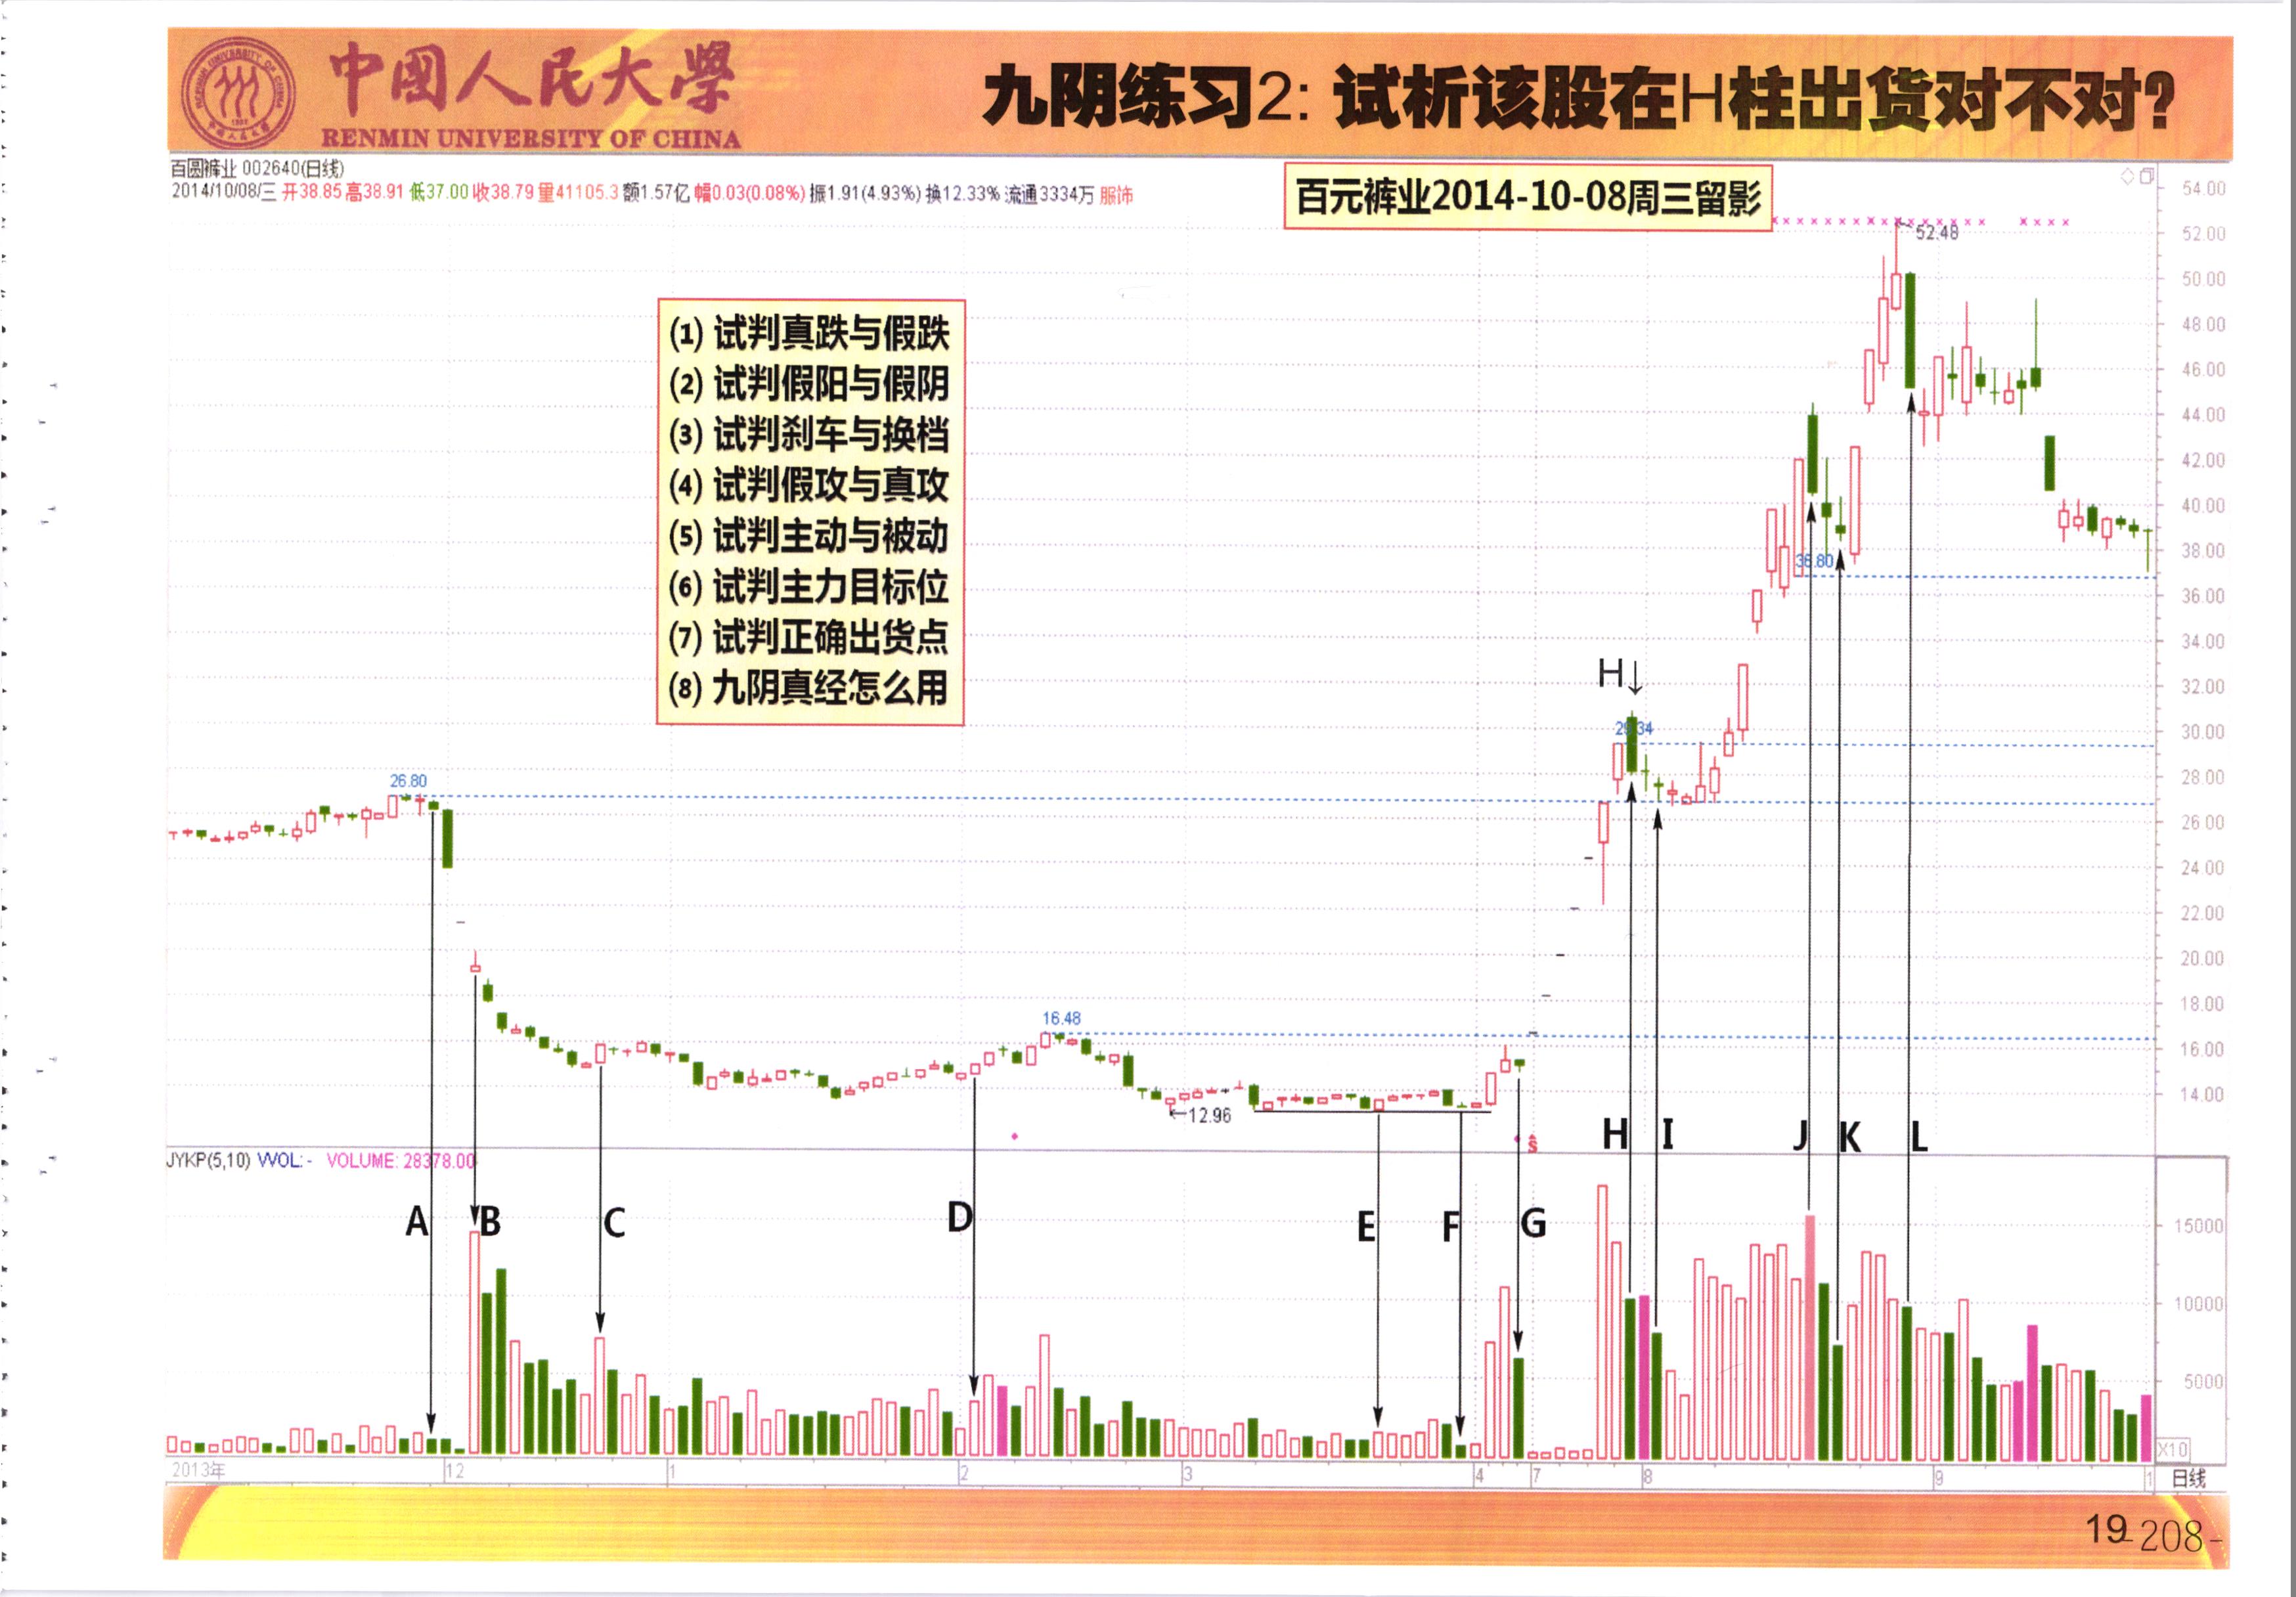 中國人民大學
RENMIN UNIVERSITY OF CHINA
九阴练习2: 试析该股在H柱出货对不对?
百圆裤业 002640(日线)
2014/10/08/三 开38.85 高38.91 低37.00 收38.79 量41105.3 额1.57亿 幅0.03(0.08%) 振1.91(4.93%) 换12.33% 流通3334万 服饰
百元裤业2014-10-08周三留影
(1) 试判真跌与假跌
(2) 试判假阳与假阴
(3) 试判刹车与换档
(4) 试判假攻与真攻
(5) 试判主动与被动
(6) 试判主力目标位
(7) 试判正确出货点
(8) 九阴真经怎么用
54.00
52.00
50.00
48.00
46.00
44.00
42.00
40.00
38.00
36.00
34.00
32.00
30.00
28.00
26.00
24.00
22.00
20.00
18.00
16.00
14.00
52.48
36.80
H↓
29.34
26.80
16.48
←12.96
S
H I J K L
JYKP(5,10) VVOL:- VOLUME: 28378.00
A B C D E F G
15000
10000
5000
X10
2013年 12 1 2 3 4 7 8 9 1 日线
19 -208-